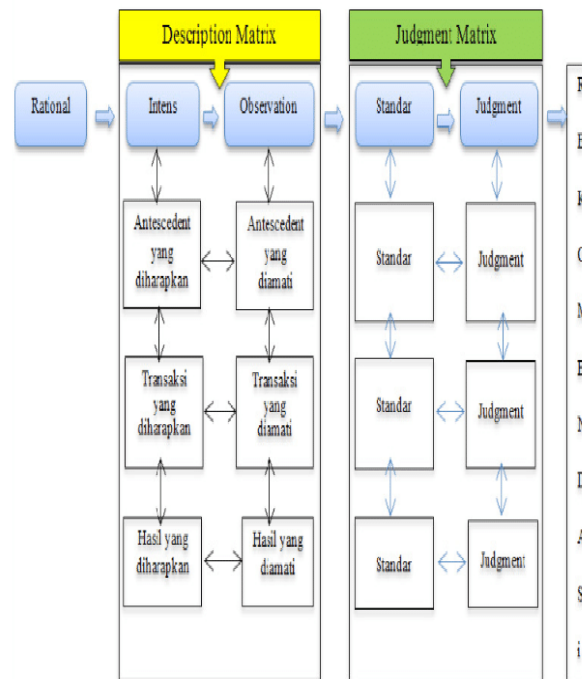 Description Matrix
Judgment Matrix
Rational
Intens
Observation
Standar
Judgment
Antescedent
yang
diharapkan
Antescedent
yang
diamati
Standar
Judgment
Transaksi
yang
diharapkan
Transaksi
yang
diamati
Standar
Judgment
Hasil yang
diharapkan
Hasil yang
diamati
Standar
Judgment
R
E
K
O
M
E
N
D
A
S
i